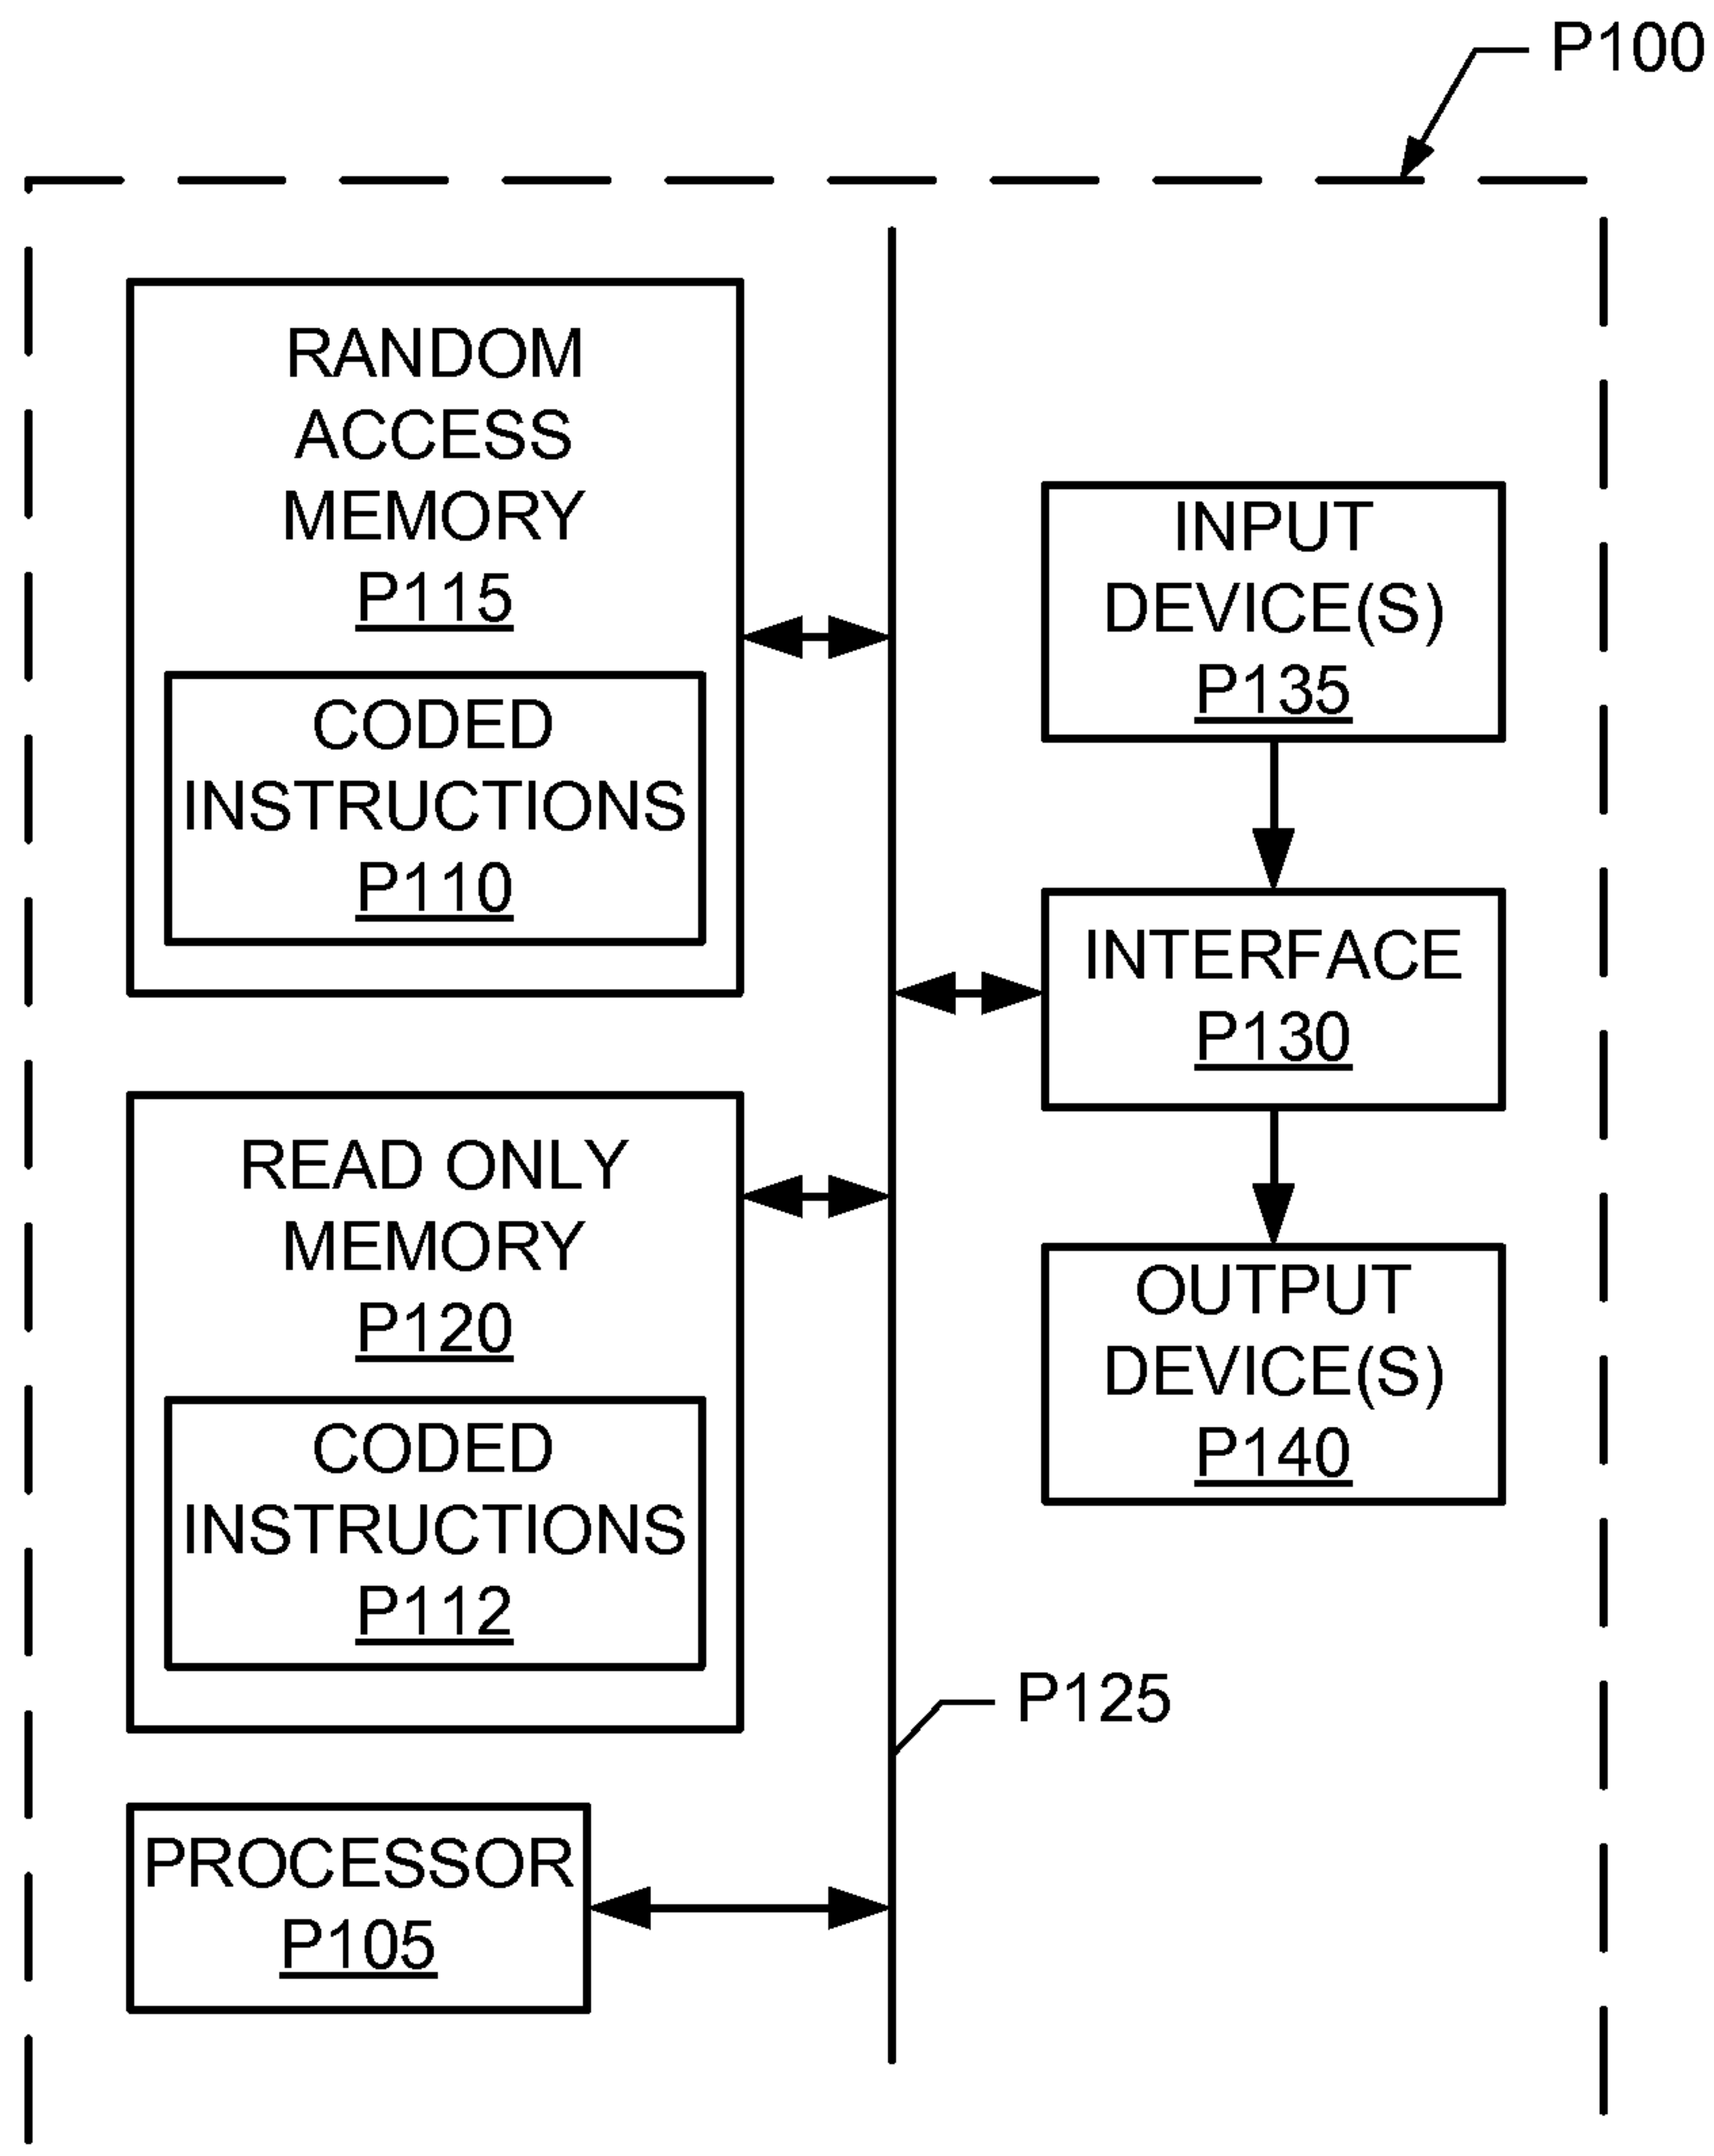 P100
RANDOM
ACCESS
MEMORY
P115
CODED
INSTRUCTIONS
P110
READ ONLY
MEMORY
P120
CODED
INSTRUCTIONS
P112
PROCESSOR
P105
INPUT
DEVICE(S)
P135
INTERFACE
P130
OUTPUT
DEVICE(S)
P140
P125